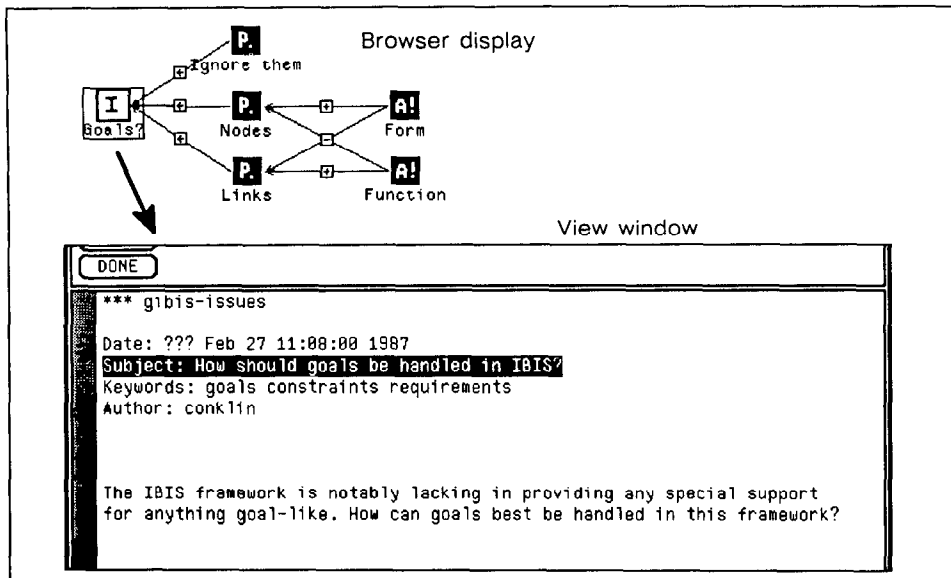 P.
Browser display
Ignore them
+
I
Goals?
+
P.
Nodes
+
A!
Form
+
-
P.
Links
+
A!
Function
View window
DONE
*** gibis-issues
Date: ??? Feb 27 11:08:00 1987
Subject: How should goals be handled in IBIS?
Keywords: goals constraints requirements
Author: conklin
The IBIS framework is notably lacking in providing any special support
for anything goal-like. How can goals best be handled in this framework?